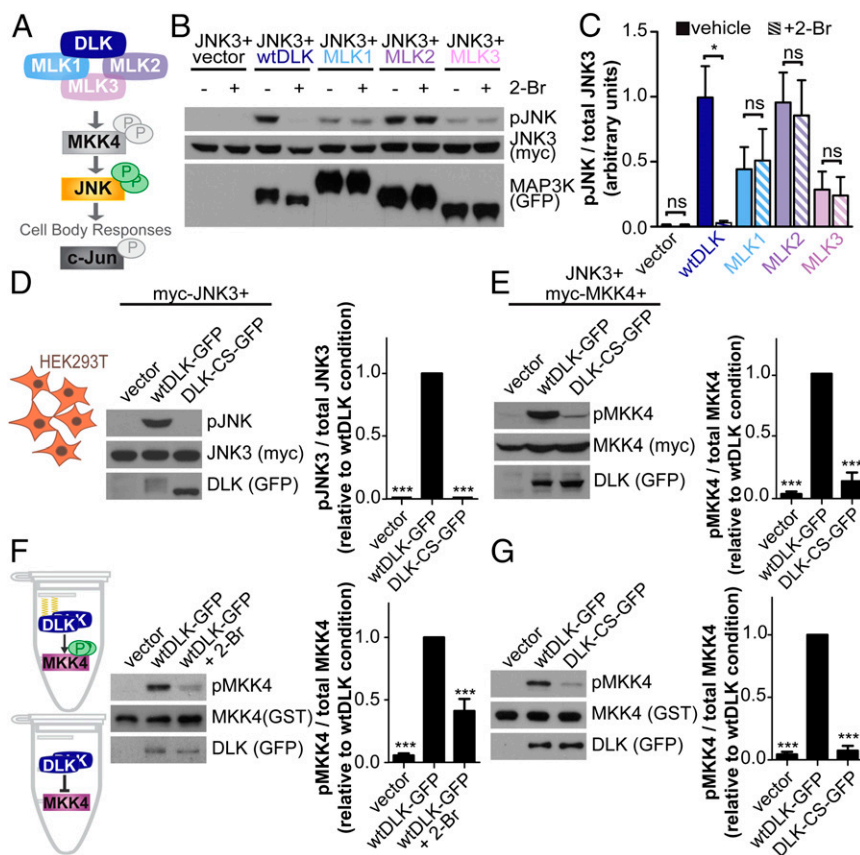 A
DLK
MLK1
MLK2
MLK3
P
P
MKK4
P
P
JNK
Cell Body Responses
P
c-Jun
B
JNK3+ JNK3+ JNK3+ JNK3+ JNK3+
vector wtDLK MLK1 MLK2 MLK3
- + - + - + - + - + 2-Br
pJNK
JNK3
(myc)
MAP3K
(GFP)
C
vehicle +2-Br
pJNK / total JNK3
(arbitrary units)
1.5
1.0
0.5
0.0
ns
*
ns
ns
ns
vector
wtDLK
MLK1
MLK2
MLK3
D
HEK293T
myc-JNK3+
vector
wtDLK-GFP
DLK-CS-GFP
pJNK
JNK3 (myc)
DLK (GFP)
pJNK3 / total JNK3
(relative to wtDLK condition)
1.0
0.5
0.0
***
***
vector
wtDLK-GFP
DLK-CS-GFP
E
JNK3+
myc-MKK4+
vector
wtDLK-GFP
DLK-CS-GFP
pMKK4
MKK4 (myc)
DLK (GFP)
pMKK4 / total MKK4
(relative to wtDLK condition)
1.0
0.5
0.0
***
***
vector
wtDLK-GFP
DLK-CS-GFP
F
DLK
P
MKK4
DLK
MKK4
vector
wtDLK-GFP
wtDLK-GFP
+ 2-Br
pMKK4
MKK4(GST)
DLK (GFP)
pMKK4 / total MKK4
(relative to wtDLK condition)
1.0
0.5
0.0
***
***
vector
wtDLK-GFP
wtDLK-GFP
+ 2-Br
G
vector
wtDLK-GFP
DLK-CS-GFP
pMKK4
MKK4 (GST)
DLK (GFP)
pMKK4 / total MKK4
(relative to wtDLK condition)
1.0
0.5
0.0
***
***
vector
wtDLK-GFP
DLK-CS-GFP